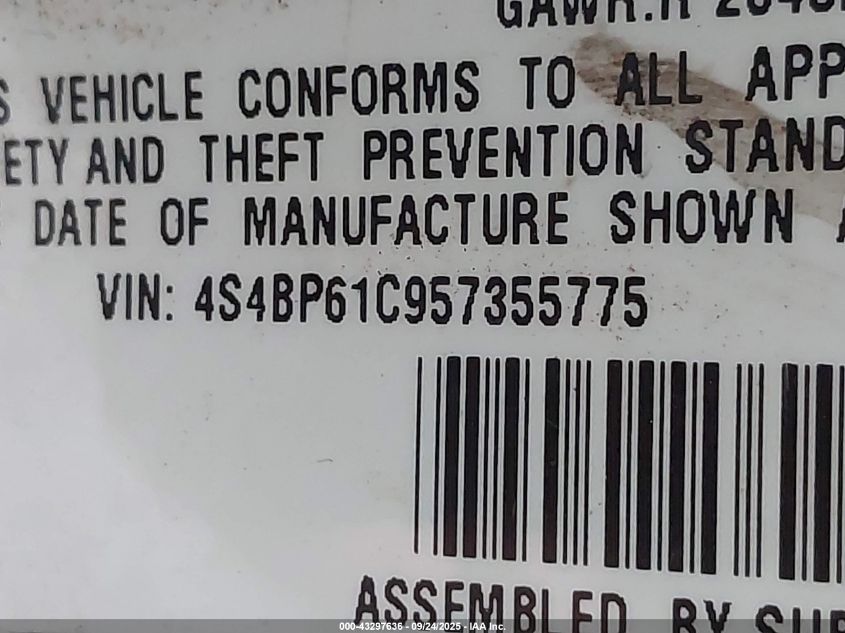 GAWR:R
VEHICLE CONFORMS TO ALL APP
ETY AND THEFT PREVENTION STAND
DATE OF MANUFACTURE SHOWN A
VIN: 4S4BP61C957355775
ASSEMBLED BY SU
000-43297636 - 09/24/2025 - IAA Inc.